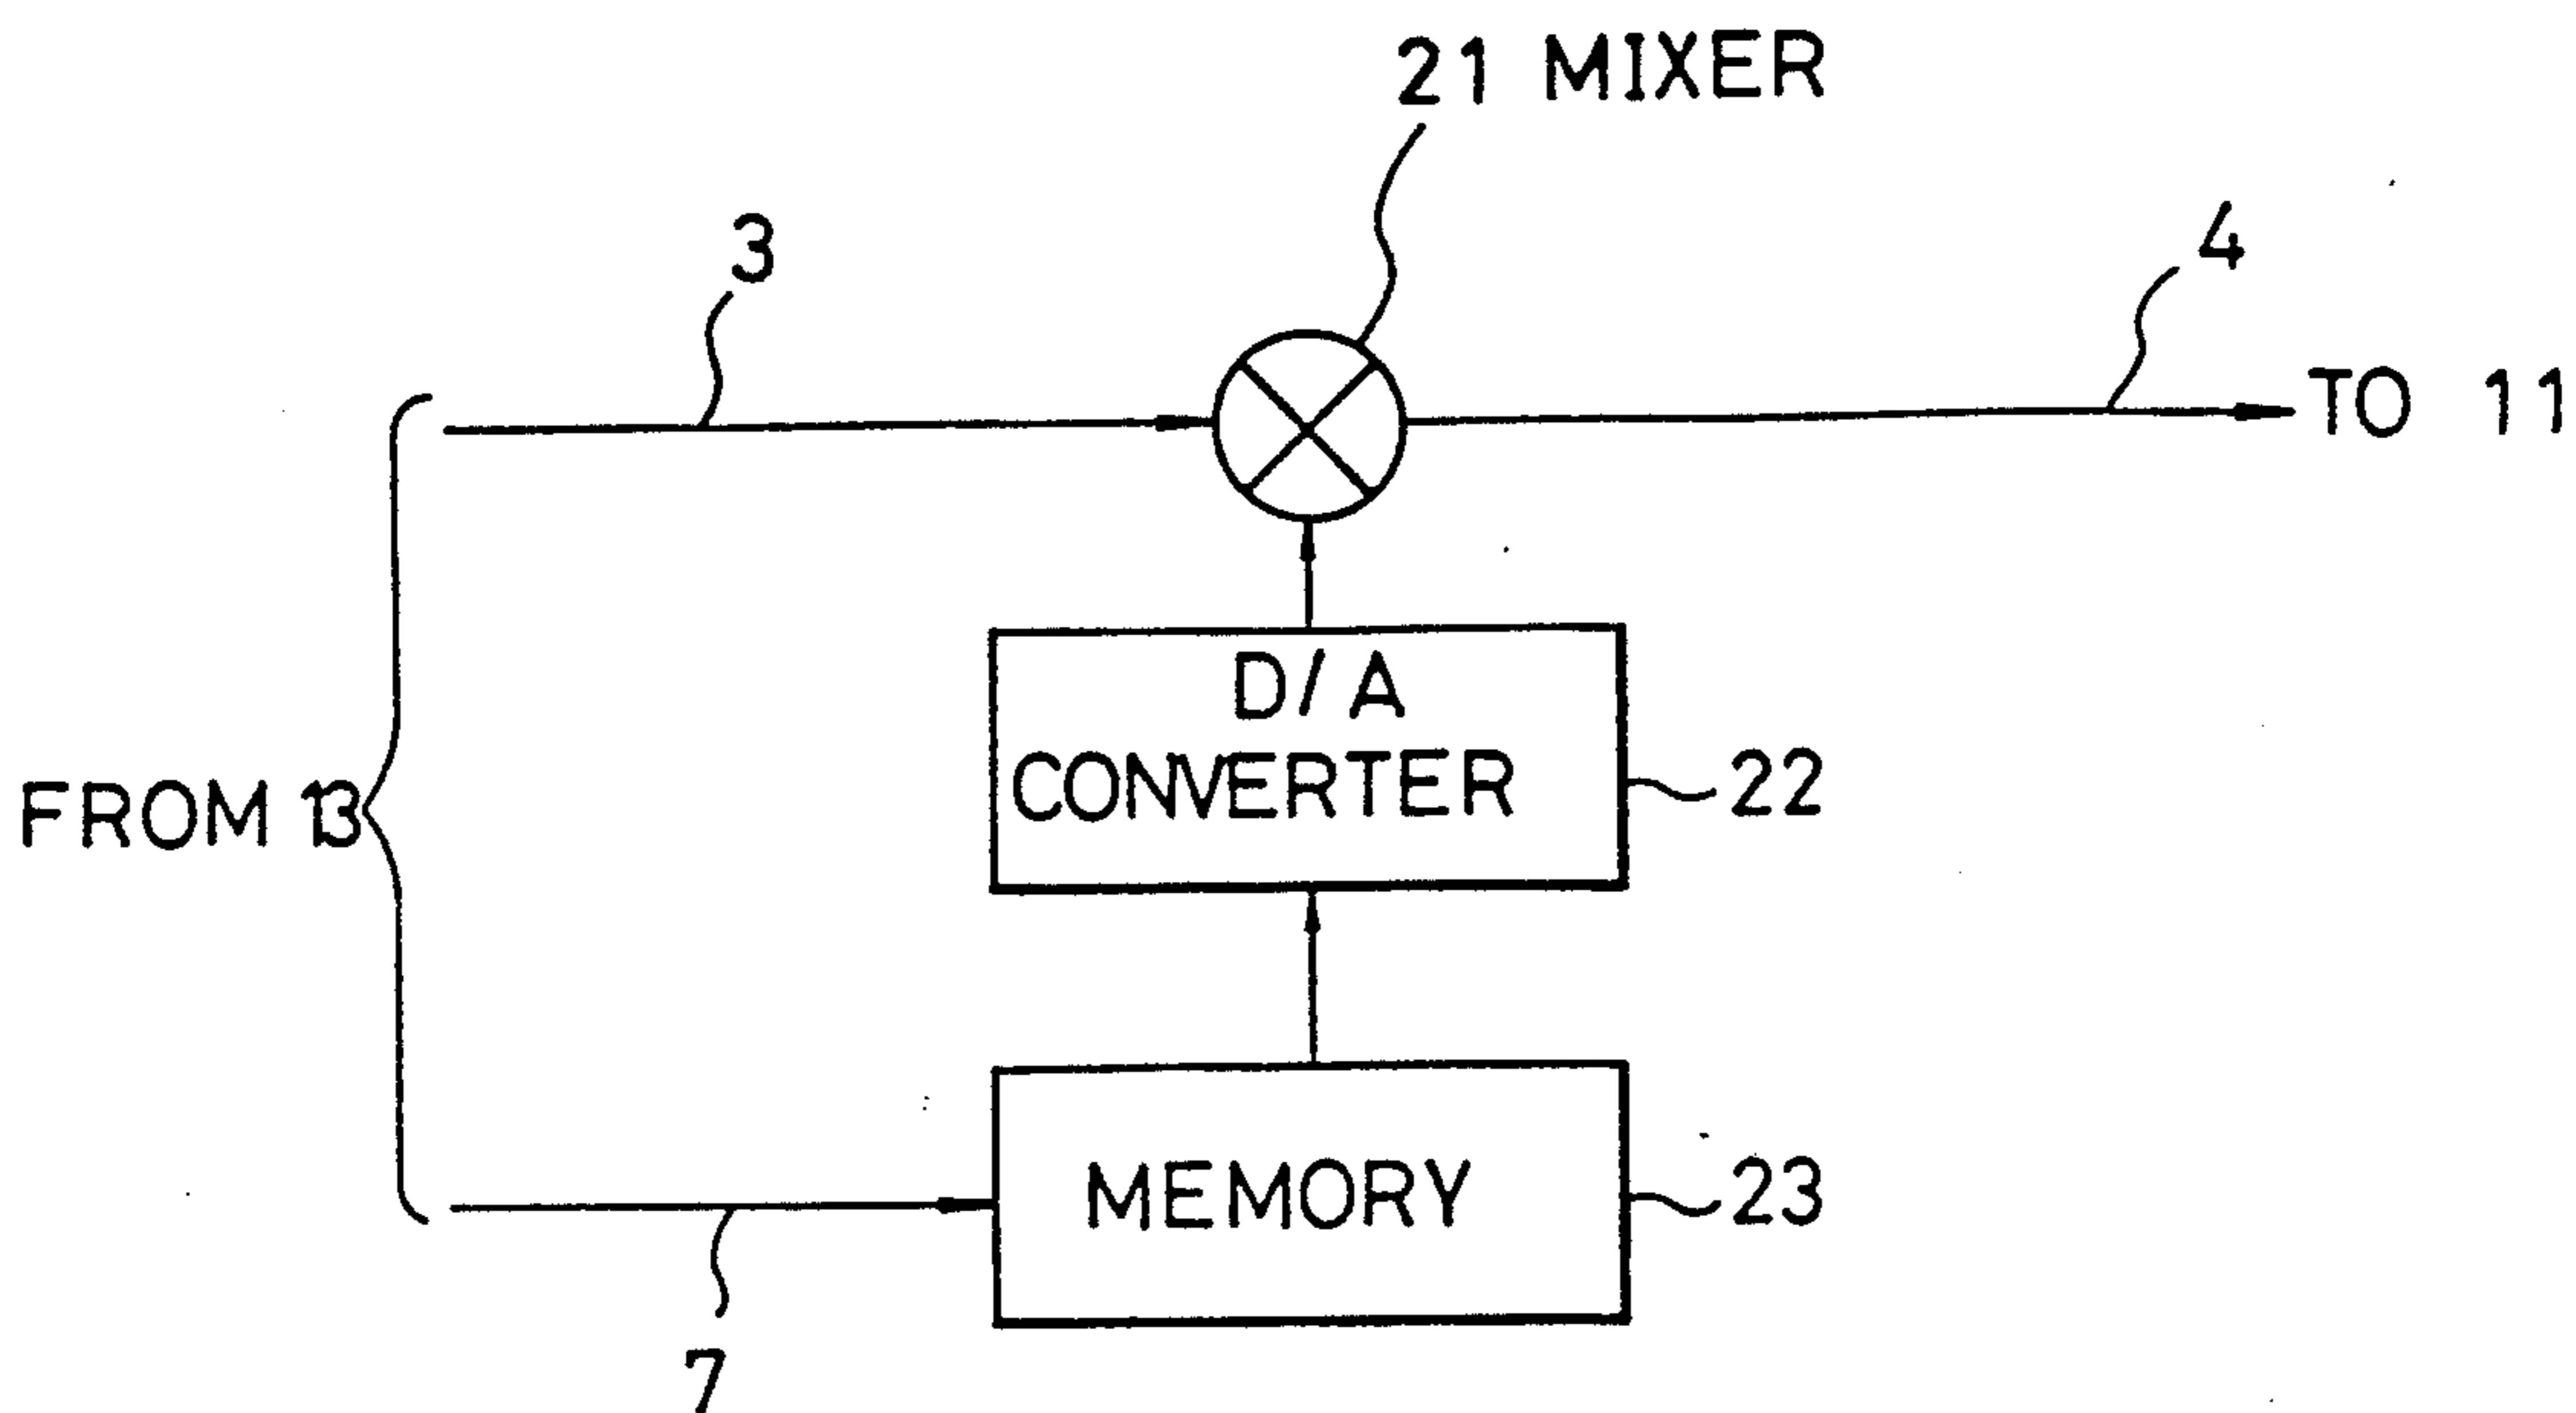 21 MIXER
3
4
TO 11
D/A
CONVERTER
22
FROM 13
MEMORY
23
7